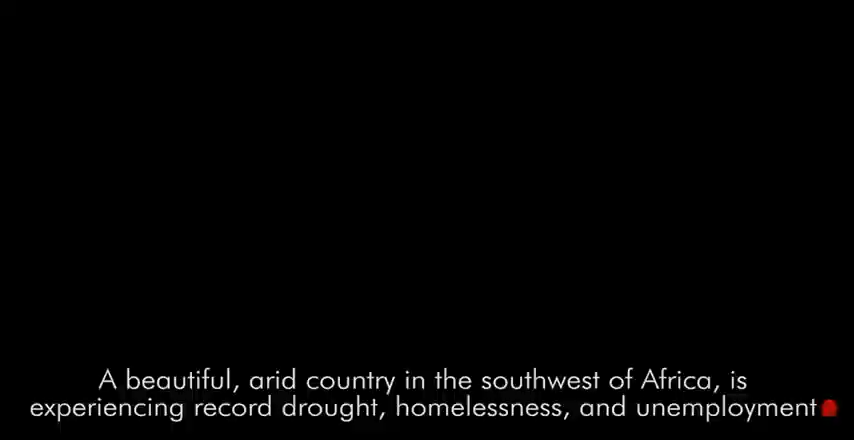 A beautiful, arid country in the southwest of Africa, is
experiencing record drought, homelessness, and unemployment